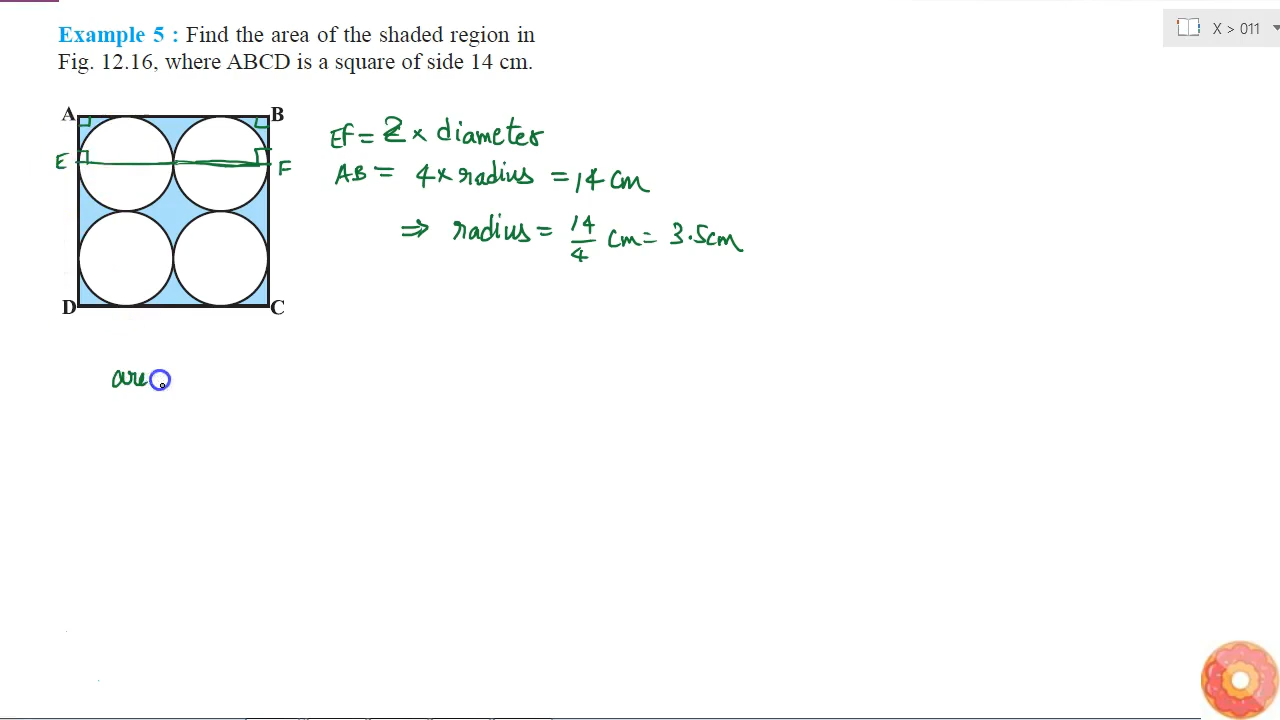 Example 5 : Find the area of the shaded region in
Fig. 12.16, where ABCD is a square of side 14 cm.
X > 011
A
B
E
F
D
C
EF = 2 × diameter
AB = 4 × radius = 14 cm
⇒ radius = 14/4 cm = 3.5cm
are